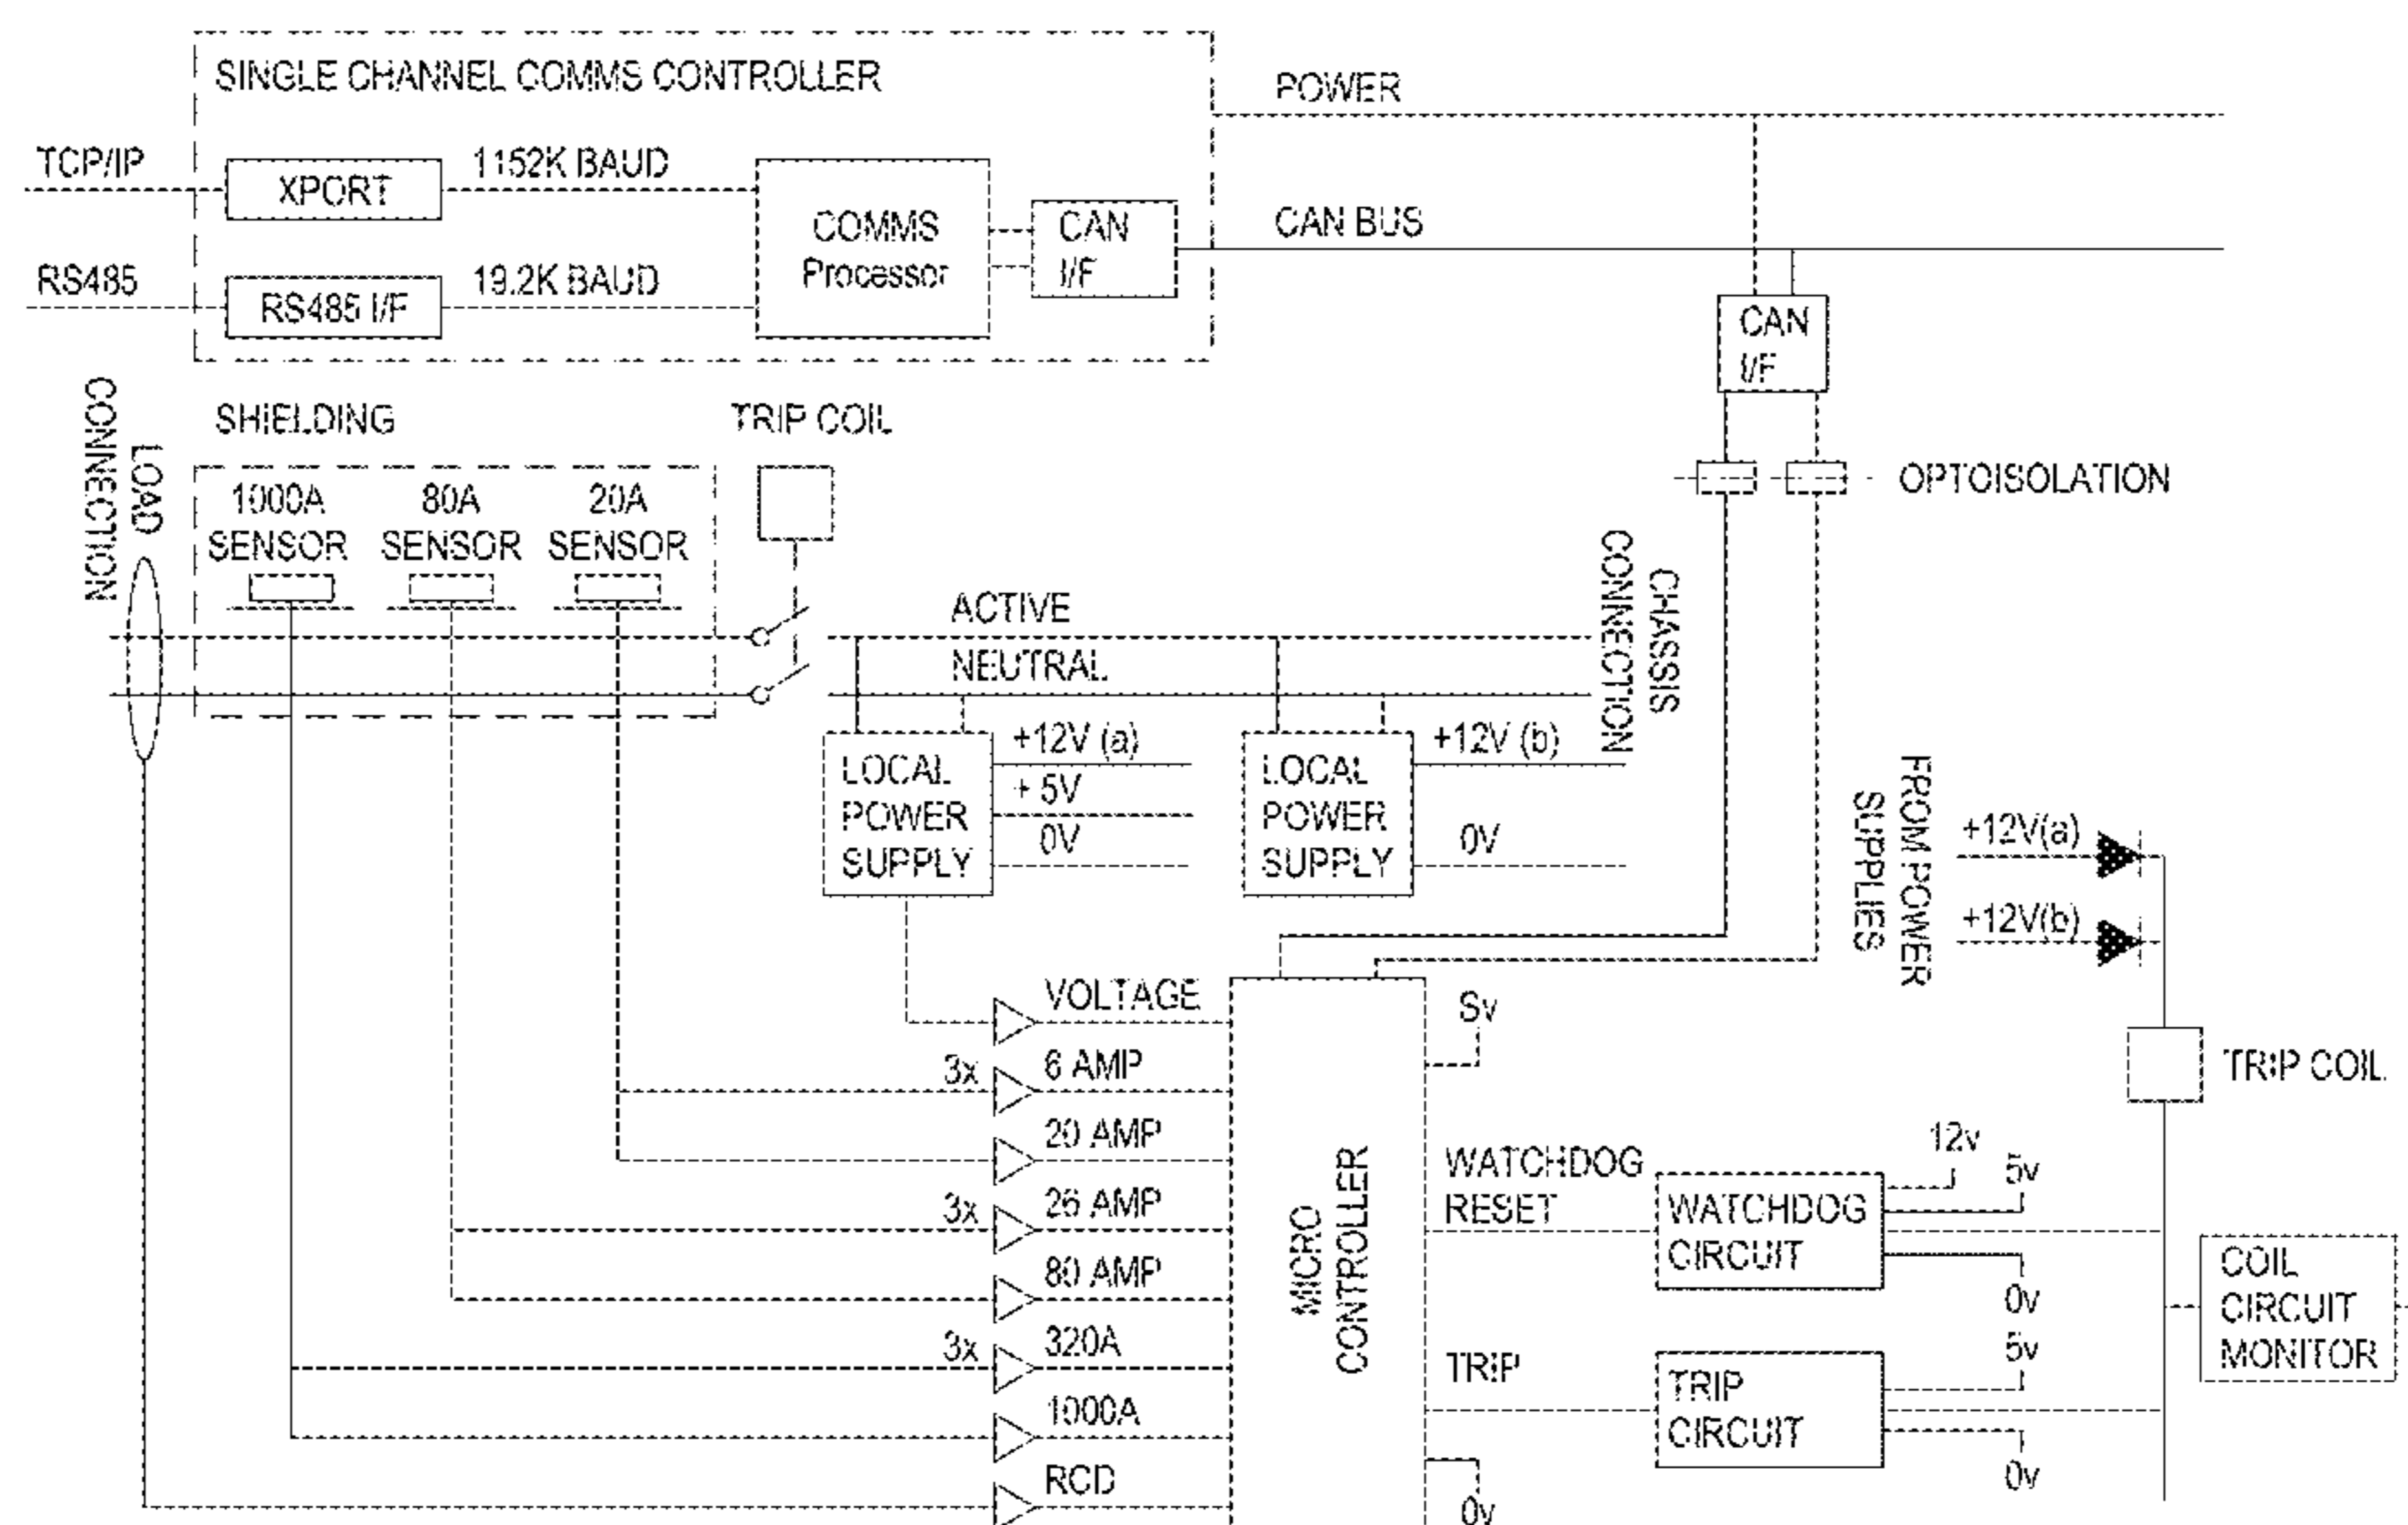 SINGLE CHANNEL COMMS CONTROLLER
POWER
TCP/IP
XPORT
1152K BAUD
COMMS
Processor
CAN
I/F
CAN BUS
RS485
RS485 I/F
19.2K BAUD
CAN
I/F
LOAD
CONNECTION
SHIELDING
TRIP COIL
OPTOISOLATION
1000A
SENSOR
80A
SENSOR
20A
SENSOR
ACTIVE
NEUTRAL
CHASSIS
CONNECTION
LOCAL
POWER
SUPPLY
+12V (a)
+ 5V
0V
LOCAL
POWER
SUPPLY
+12V (b)
0V
FROM POWER
SUPPLIES
+12V(a)
+12V(b)
TRIP COIL
VOLTAGE
3x
6 AMP
20 AMP
3x
26 AMP
80 AMP
3x
320A
1000A
RCD
MICRO
CONTROLLER
Sv
WATCHDOG
RESET
WATCHDOG
CIRCUIT
12v
5v
0v
TRIP
TRIP
CIRCUIT
5v
0v
0v
COIL
CIRCUIT
MONITOR